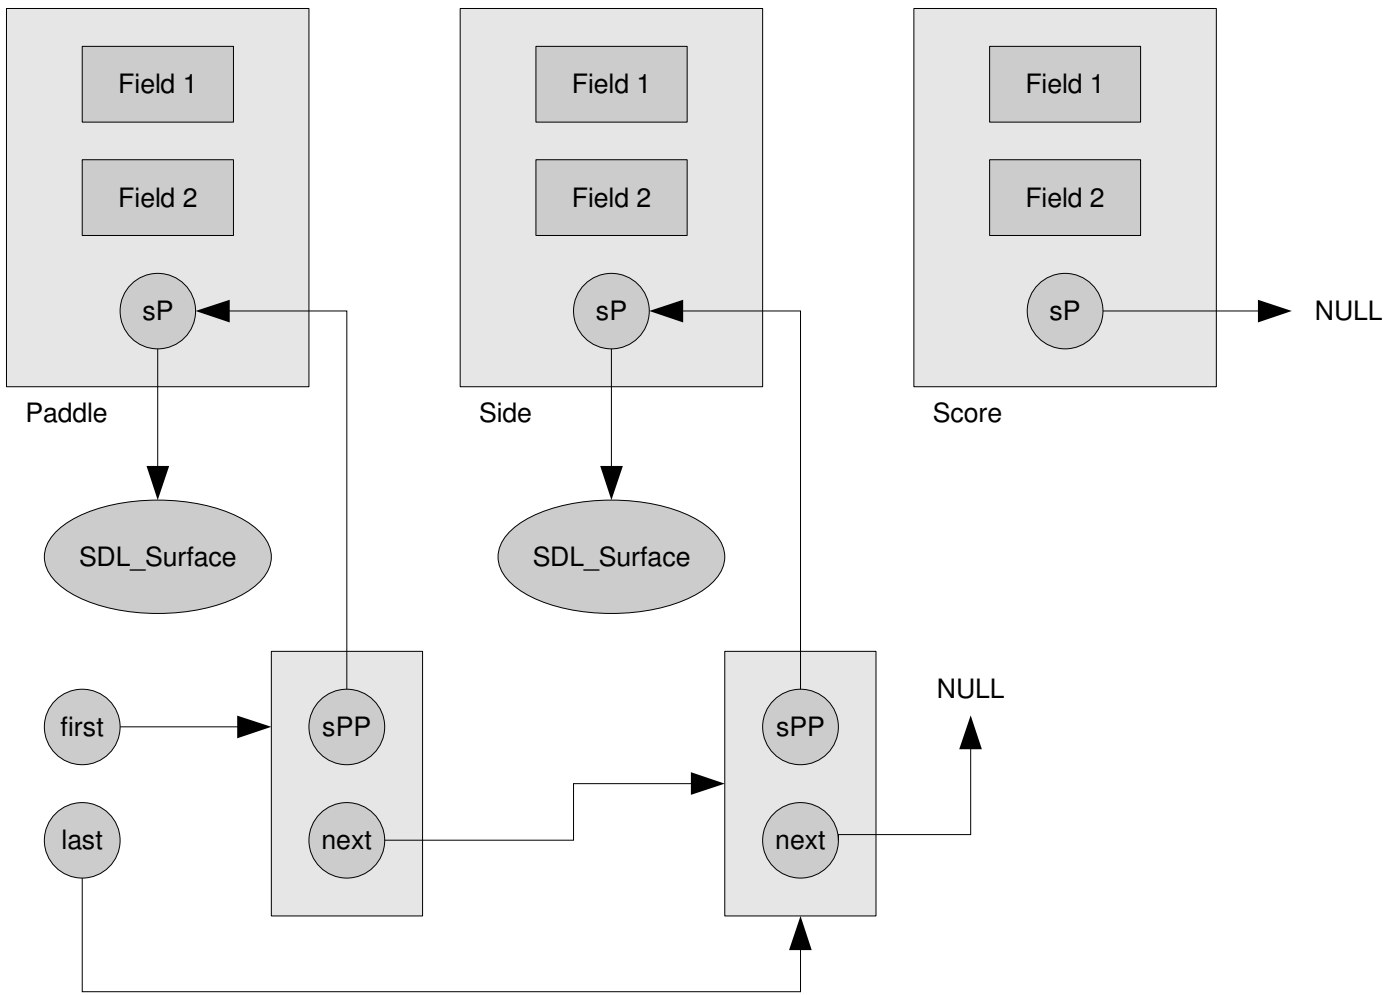 Field 1
Field 1
Field 1
Field 2
Field 2
Field 2
sP
sP
sP
NULL
Paddle
Side
Score
SDL_Surface
SDL_Surface
NULL
first
sPP
sPP
last
next
next